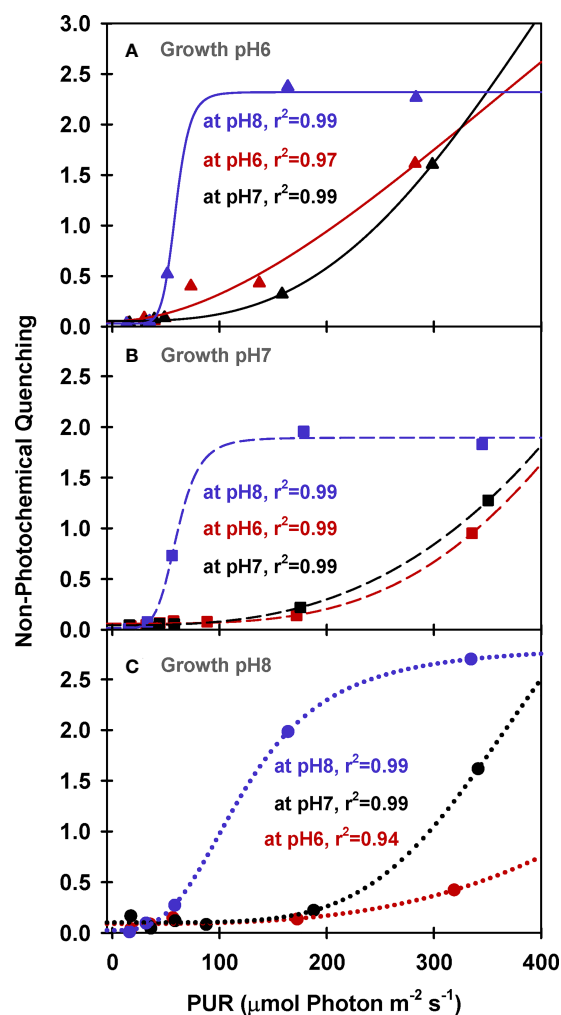 Non-Photochemical Quenching
A Growth pH6
3.0
2.5
2.0
1.5
1.0
0.5
0.0
at pH8, r²=0.99
at pH6, r²=0.97
at pH7, r²=0.99
B Growth pH7
2.5
2.0
1.5
1.0
0.5
0.0
at pH8, r²=0.99
at pH6, r²=0.99
at pH7, r²=0.99
C Growth pH8
2.5
2.0
1.5
1.0
0.5
0.0
at pH8, r²=0.99
at pH7, r²=0.99
at pH6, r²=0.94
0 100 200 300 400
PUR (μmol Photon m⁻² s⁻¹)